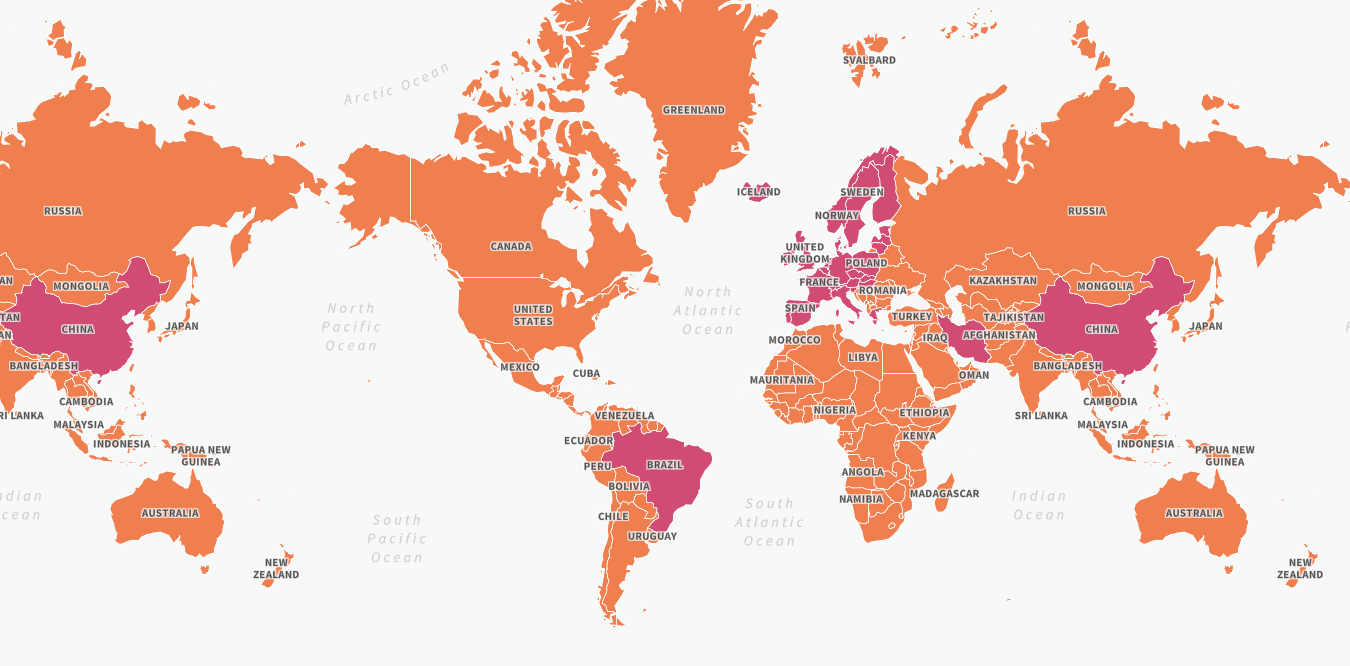 SVALBARD
Arctic Ocean
GREENLAND
ICELAND
SWEDEN
RUSSIA
NORWAY
RUSSIA
CANADA
UNITED
KINGDOM
POLAND
AN
MONGOLIA
FRANCE
ROMANIA
KAZAKHSTAN
MONGOLIA
North
Pacific
Ocean
UNITED
STATES
North
Atlantic
Ocean
SPAIN
TURKEY
TAJIKISTAN
TAN
CHINA
JAPAN
CHINA
JAPAN
AN
MOROCCO
IRAQ
AFGHANISTAN
LIBYA
BANGLADESH
MEXICO
CUBA
MAURITANIA
OMAN
BANGLADESH
CAMBODIA
CAMBODIA
RI LANKA
VENEZUELA
NIGERIA
ETHIOPIA
SRI LANKA
MALAYSIA
MALAYSIA
INDONESIA
ECUADOR
KENYA
INDONESIA
PAPUA NEW
GUINEA
PERU
BRAZIL
ANGOLA
PAPUA NEW
GUINEA
BOLIVIA
NAMIBIA
MADAGASCAR
ndian
cean
AUSTRALIA
South
Pacific
Ocean
CHILE
URUGUAY
South
Atlantic
Ocean
Indian
Ocean
AUSTRALIA
NEW
ZEALAND
NEW
ZEALAND